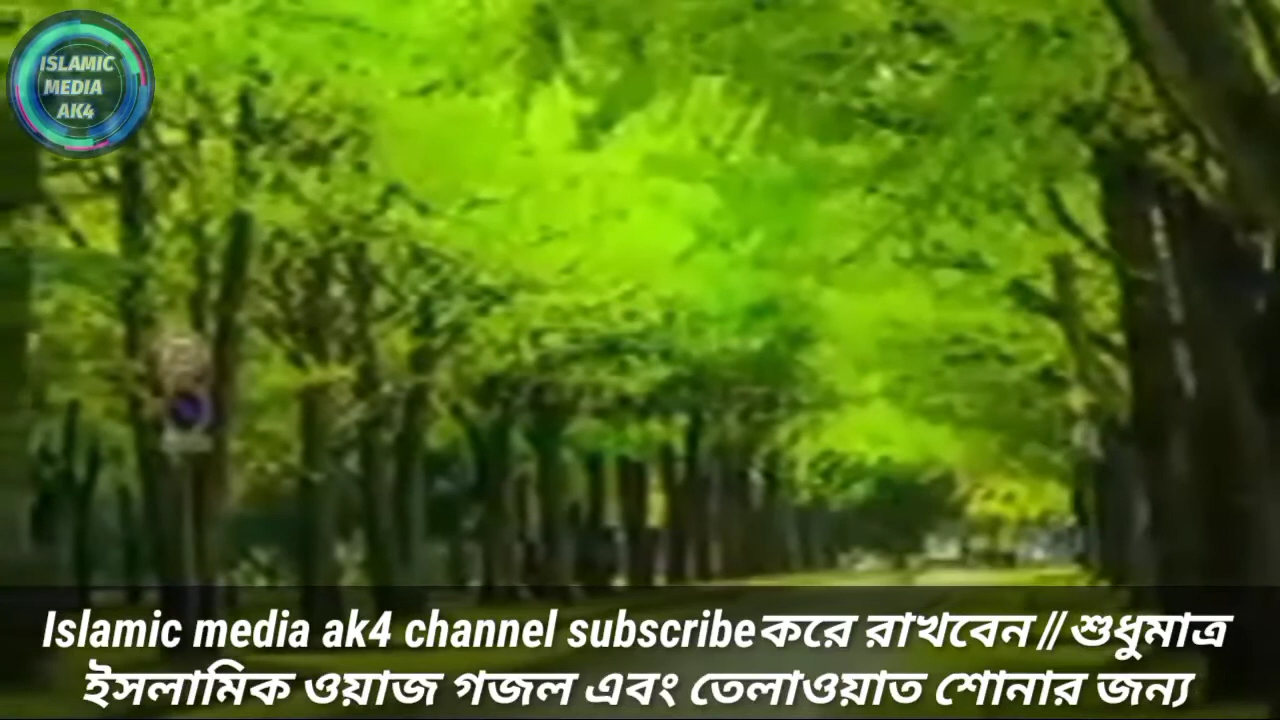 ISLAMIC
MEDIA
AK4
Islamic media ak4 channel subscribeকরে রাখবেন//শুধুমাত্র
ইসলামিক ওয়াজ গজল এবং তেলাওয়াত শোনার জন্য